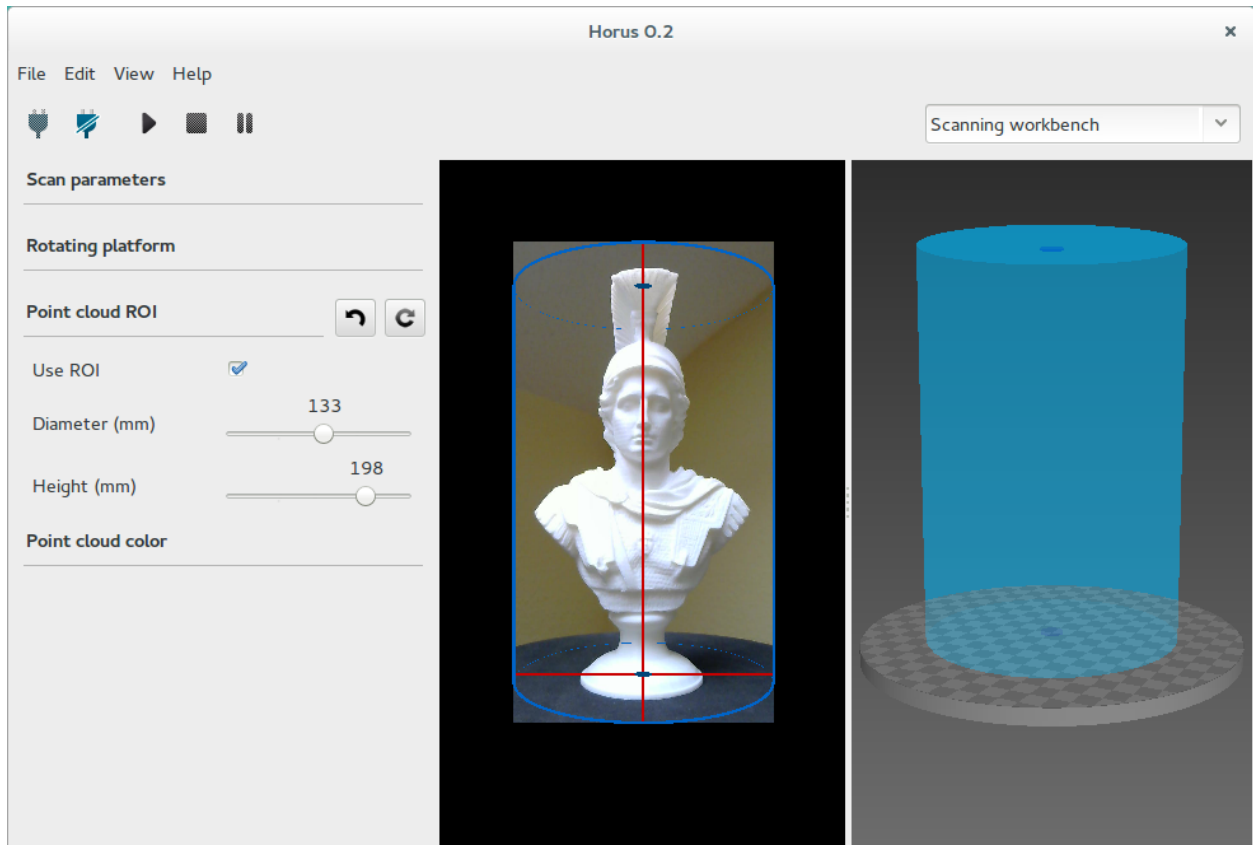 Horus 0.2
File Edit View Help
Scanning workbench
Scan parameters
Rotating platform
Point cloud ROI
Use ROI
133
Diameter (mm)
198
Height (mm)
Point cloud color